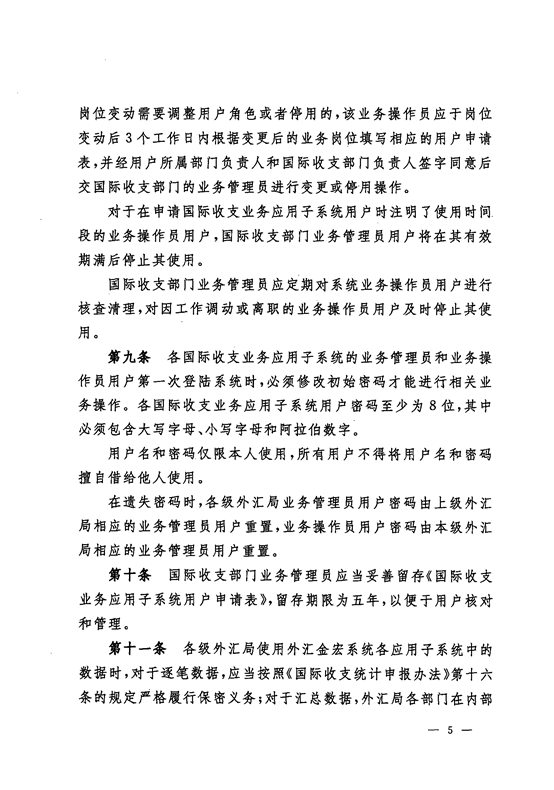 岗位变动需要调整用户角色或者停用的,该业务操作员应于岗位
变动后3个工作日内根据变更后的业务岗位填写相应的用户申请
表,并经用户所属部门负责人和国际收支部门负责人签字同意后
交国际收支部门的业务管理员进行变更或停用操作。
对于在申请国际收支业务应用子系统用户时注明了使用时间
段的业务操作员用户,国际收支部门业务管理员用户将在其有效
期满后停止其使用。
国际收支部门业务管理员应定期对系统业务操作员用户进行
核查清理,对因工作调动或离职的业务操作员用户及时停止其使
用。
第九条 各国际收支业务应用子系统的业务管理员和业务操
作员用户第一次登陆系统时,必须修改初始密码才能进行相关业
务操作。各国际收支业务应用子系统用户密码至少为8位,其中
必须包含大写字母、小写字母和阿拉伯数字。
用户名和密码仅限本人使用,所有用户不得将用户名和密码
擅自借给他人使用。
在遗失密码时,各级外汇局业务管理员用户密码由上级外汇
局相应的业务管理员用户重置,业务操作员用户密码由本级外汇
局相应的业务管理员用户重置。
第十条 国际收支部门业务管理员应当妥善留存《国际收支
业务应用子系统用户申请表》,留存期限为五年,以便于用户核对
和管理。
第十一条 各级外汇局使用外汇金宏系统各应用子系统中的
数据时,对于逐笔数据,应当按照《国际收支统计申报办法》第十六
条的规定严格履行保密义务;对于汇总数据,外汇局各部门在内部
— 5 —